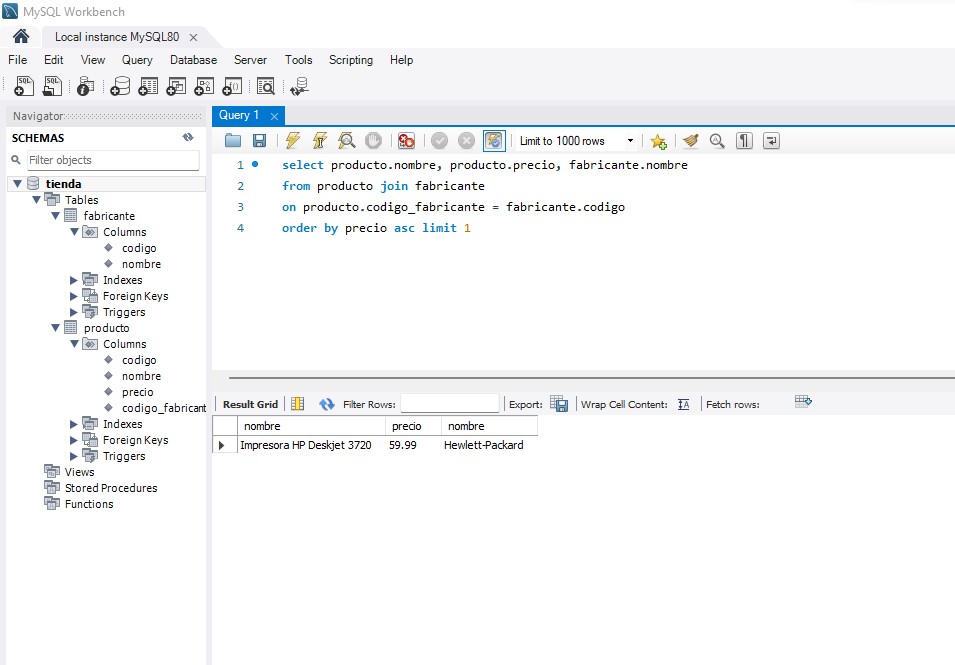 MySQL Workbench
Local instance MySQL80
File Edit View Query Database Server Tools Scripting Help
Navigator
SCHEMAS
Filter objects
tienda
Tables
fabricante
Columns
codigo
nombre
Indexes
Foreign Keys
Triggers
producto
Columns
codigo
nombre
precio
codigo_fabricant
Indexes
Foreign Keys
Triggers
Views
Stored Procedures
Functions
Query 1
Limit to 1000 rows
1 select producto.nombre, producto.precio, fabricante.nombre
2 from producto join fabricante
3 on producto.codigo_fabricante = fabricante.codigo
4 order by precio asc limit 1
Result Grid Filter Rows: Export: Wrap Cell Content: Fetch rows:
nombre precio nombre
Impresora HP Deskjet 3720 59.99 Hewlett-Packard